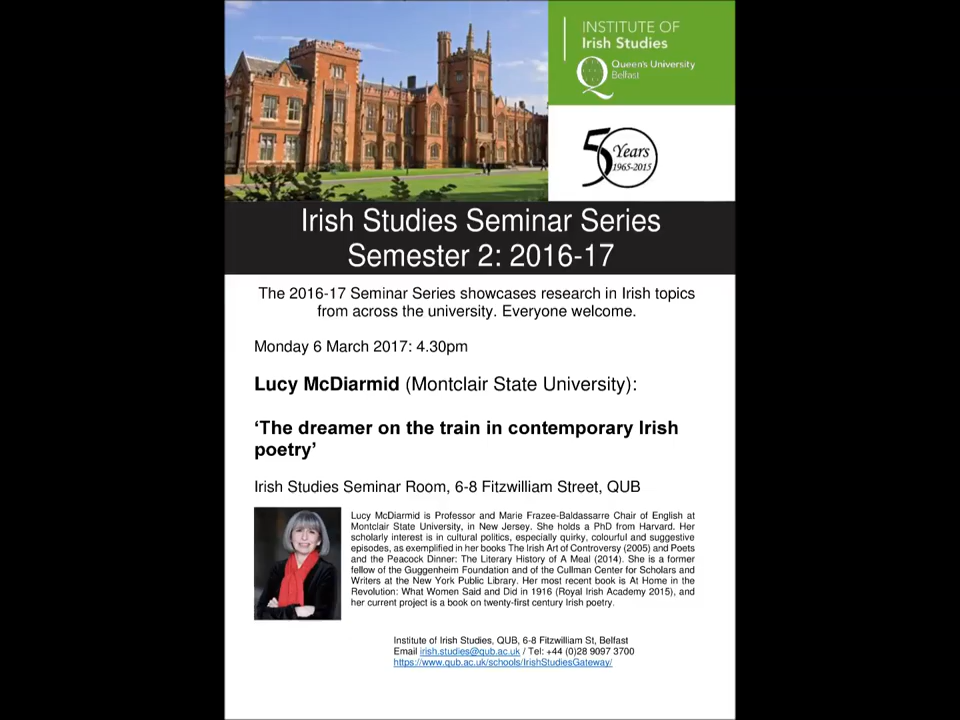 INSTITUTE OF
Irish Studies
Queen's University
Belfast
50 Years
1965-2015
Irish Studies Seminar Series
Semester 2: 2016-17
The 2016-17 Seminar Series showcases research in Irish topics
from across the university. Everyone welcome.
Monday 6 March 2017: 4.30pm
Lucy McDiarmid (Montclair State University):
‘The dreamer on the train in contemporary Irish
poetry’
Irish Studies Seminar Room, 6-8 Fitzwilliam Street, QUB
Lucy McDiarmid is Professor and Marie Frazee-Baldassarre Chair of English at
Montclair State University, in New Jersey. She holds a PhD from Harvard. Her
scholarly interest is in cultural politics, especially quirky, colourful and suggestive
episodes, as exemplified in her books The Irish Art of Controversy (2005) and Poets
and the Peacock Dinner: The Literary History of A Meal (2014). She is a former
fellow of the Guggenheim Foundation and of the Cullman Center for Scholars and
Writers at the New York Public Library. Her most recent book is At Home in the
Revolution: What Women Said and Did in 1916 (Royal Irish Academy 2015), and
her current project is a book on twenty-first century Irish poetry.
Institute of Irish Studies, QUB, 6-8 Fitzwilliam St, Belfast
Email irish.studies@qub.ac.uk / Tel: +44 (0)28 9097 3700
https://www.qub.ac.uk/schools/IrishStudiesGateway/